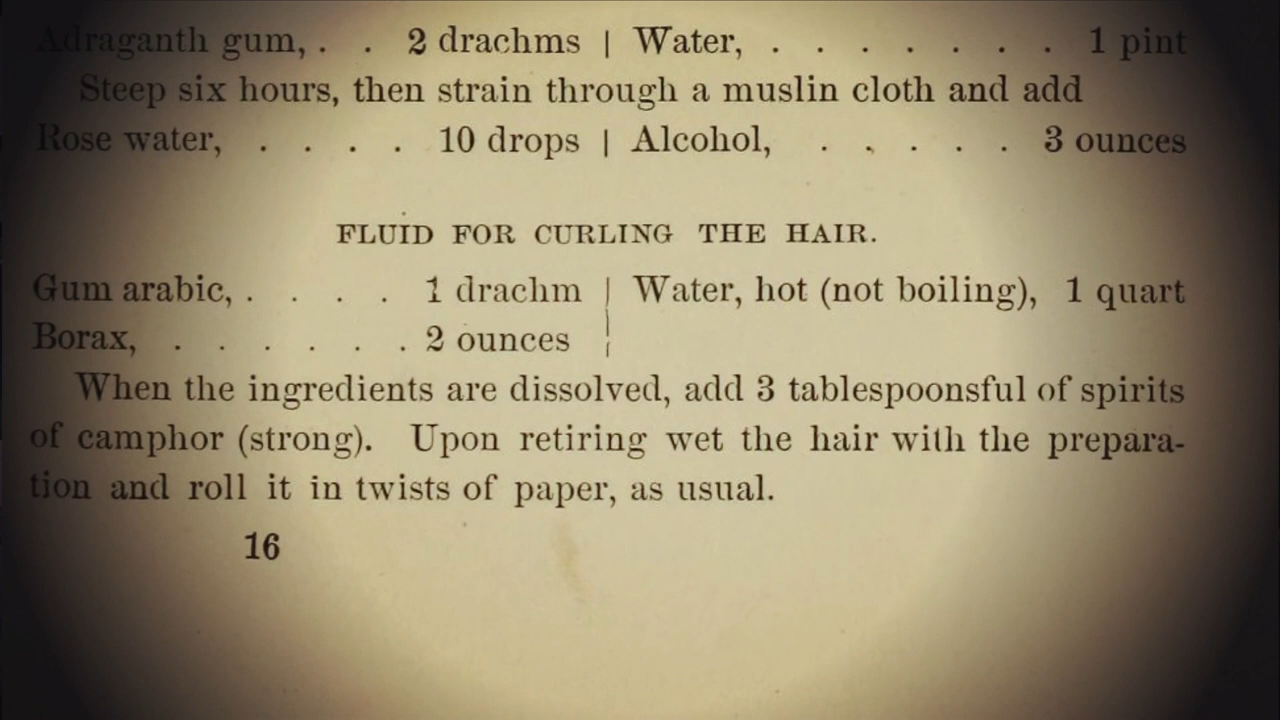 Adraganth gum, . . 2 drachms | Water, . . . . . . . 1 pint
Steep six hours, then strain through a muslin cloth and add
Rose water, . . . . 10 drops | Alcohol, . . . . . 3 ounces
FLUID FOR CURLING THE HAIR.
Gum arabic, . . . . 1 drachm | Water, hot (not boiling), 1 quart
Borax, . . . . . . 2 ounces |
When the ingredients are dissolved, add 3 tablespoonsful of spirits
of camphor (strong). Upon retiring wet the hair with the prepara-
tion and roll it in twists of paper, as usual.
16